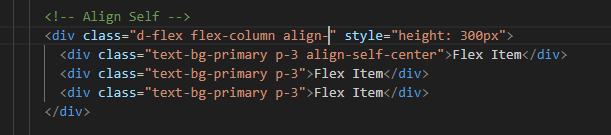 <!-- Align Self -->
<div class="d-flex flex-column align-" style="height: 300px">
<div class="text-bg-primary p-3 align-self-center">Flex Item</div>
<div class="text-bg-primary p-3">Flex Item</div>
<div class="text-bg-primary p-3">Flex Item</div>
</div>